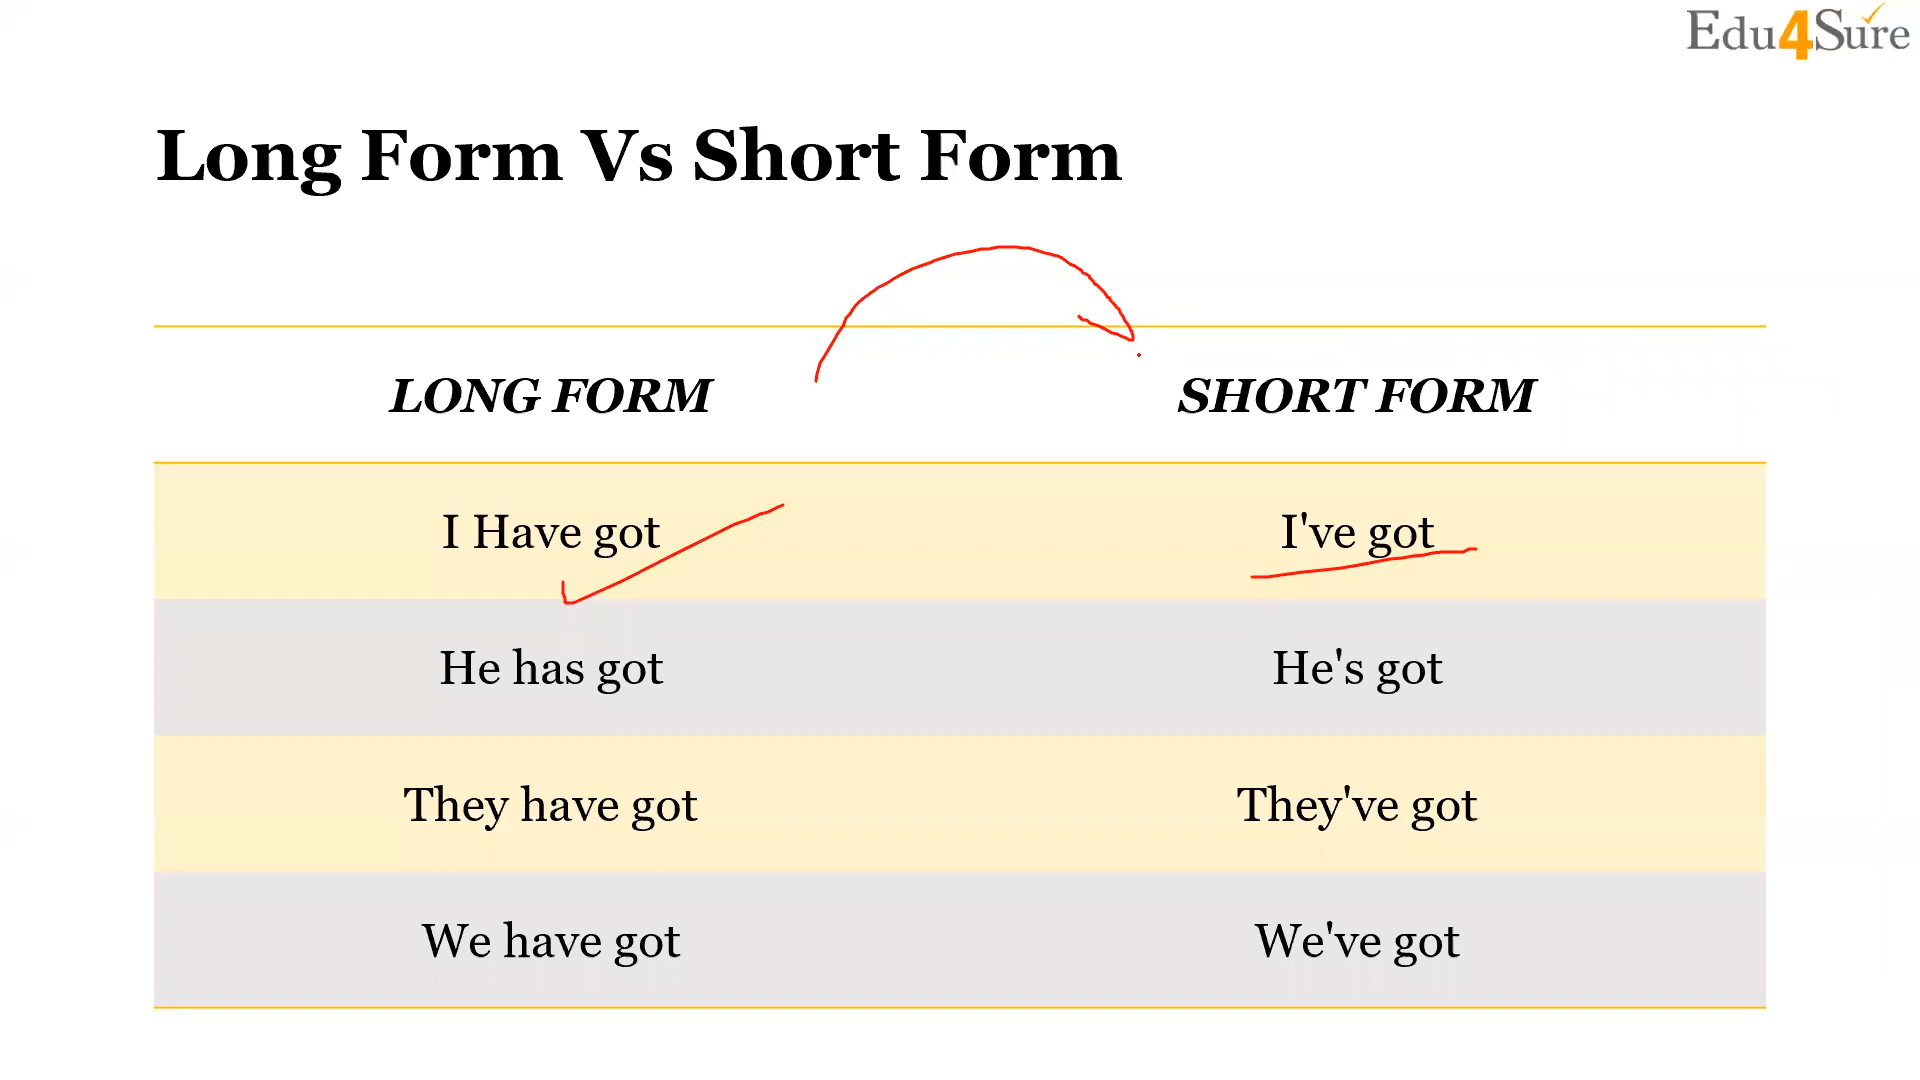 Edu4Sure
Long Form Vs Short Form
LONG FORM SHORT FORM
I Have got I've got
He has got He's got
They have got They've got
We have got We've got